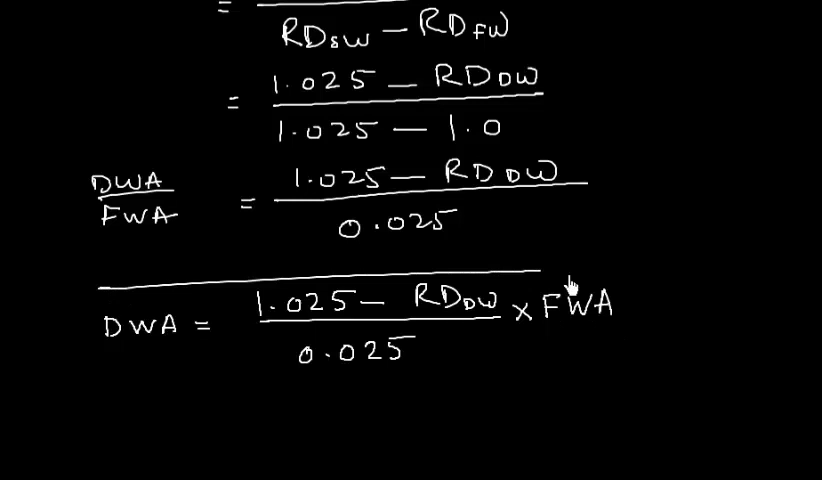 =
RDSW — RDFW
= 1.025 — RDDW
1.025 — 1.0
DWA = 1.025 — RDDW
FWA 0.025
DWA = 1.025 — RDDW × FWA
0.025